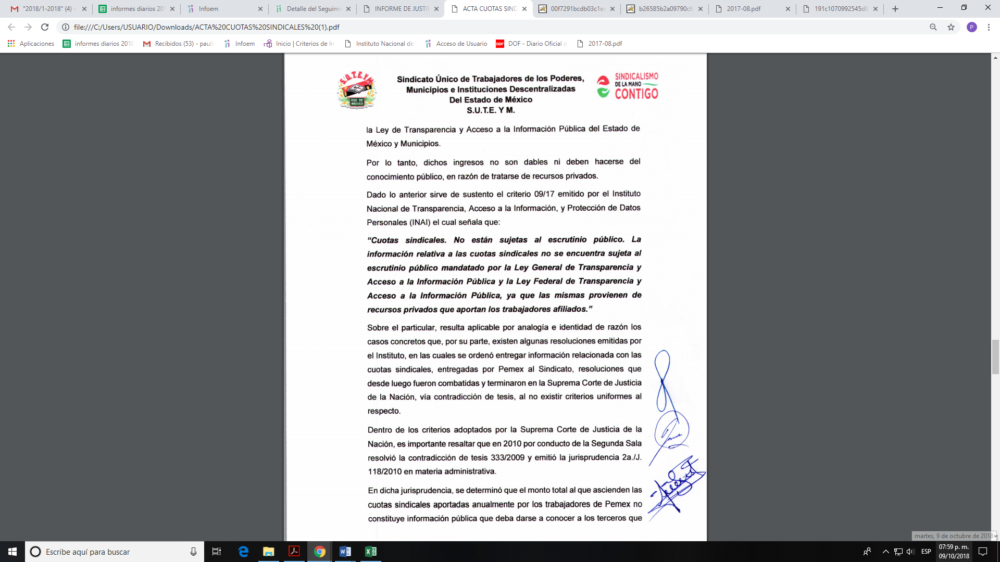 "2018/1-2018" (4) -
informes diarios 201
Infoem
Detalle del Seguimi
INFORME DE JUSTIF
ACTA CUOTAS SIND
00f7291bcdb03c1ee
b26585b2a09790c6
2017-08.pdf
191c1070992545d8
file:///C:/Users/USUARIO/Downloads/ACTA%20CUOTAS%20SINDICALES%20(1).pdf
P
Aplicaciones
informes diarios 2018
Recibidos (53) - pauli
Infoem
Inicio | Criterios de In
Instituto Nacional de
Acceso de Usuario
DOF
DOF - Diario Oficial d
2017-08.pdf
S.U.T.E.Y M.
EDO. DE
MÉXICO
Sindicato Único de Trabajadores de los Poderes,
Municipios e Instituciones Descentralizadas
Del Estado de México
S.U.T.E. Y M.
SINDICALISMO
DE LA MANO
CONTIGO
la Ley de Transparencia y Acceso a la Información Pública del Estado de
México y Municipios.
Por lo tanto, dichos ingresos no son dables ni deben hacerse del
conocimiento público, en razón de tratarse de recursos privados.
Dado lo anterior sirve de sustento el criterio 09/17 emitido por el Instituto
Nacional de Transparencia, Acceso a la Información, y Protección de Datos
Personales (INAI) el cual señala que:
“Cuotas sindicales. No están sujetas al escrutinio público. La
información relativa a las cuotas sindicales no se encuentra sujeta al
escrutinio público mandatado por la Ley General de Transparencia y
Acceso a la Información Pública y la Ley Federal de Transparencia y
Acceso a la Información Pública, ya que las mismas provienen de
recursos privados que aportan los trabajadores afiliados.”
Sobre el particular, resulta aplicable por analogía e identidad de razón los
casos concretos que, por su parte, existen algunas resoluciones emitidas por
el Instituto, en las cuales se ordenó entregar información relacionada con las
cuotas sindicales, entregadas por Pemex al Sindicato, resoluciones que
desde luego fueron combatidas y terminaron en la Suprema Corte de Justicia
de la Nación, vía contradicción de tesis, al no existir criterios uniformes al
respecto.
Dentro de los criterios adoptados por la Suprema Corte de Justicia de la
Nación, es importante resaltar que en 2010 por conducto de la Segunda Sala
resolvió la contradicción de tesis 333/2009 y emitió la jurisprudencia 2a./J.
118/2010 en materia administrativa.
En dicha jurisprudencia, se determinó que el monto total al que ascienden las
cuotas sindicales aportadas anualmente por los trabajadores de Pemex no
constituye información pública que deba darse a conocer a los terceros que
martes, 9 de octubre de 2018
Escribe aquí para buscar
ESP
07:59 p. m.
09/10/2018